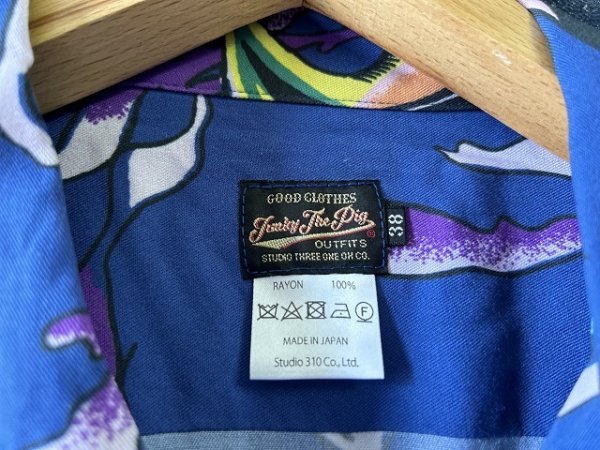 GOOD CLOTHES
Junky The Pig
®
OUTFITS
STUDIO THREE ONE OH CO.
38
RAYON 100%
F
MADE IN JAPAN
Studio 310 Co., Ltd.